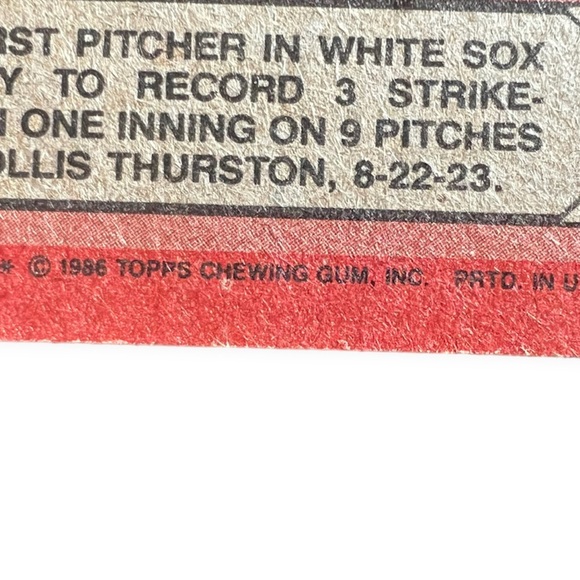 RST PITCHER IN WHITE SOX
Y TO RECORD 3 STRIKE-
N ONE INNING ON 9 PITCHES
OLLIS THURSTON, 8-22-23.
* © 1986 TOPPS CHEWING GUM, INC. PRTD. IN U